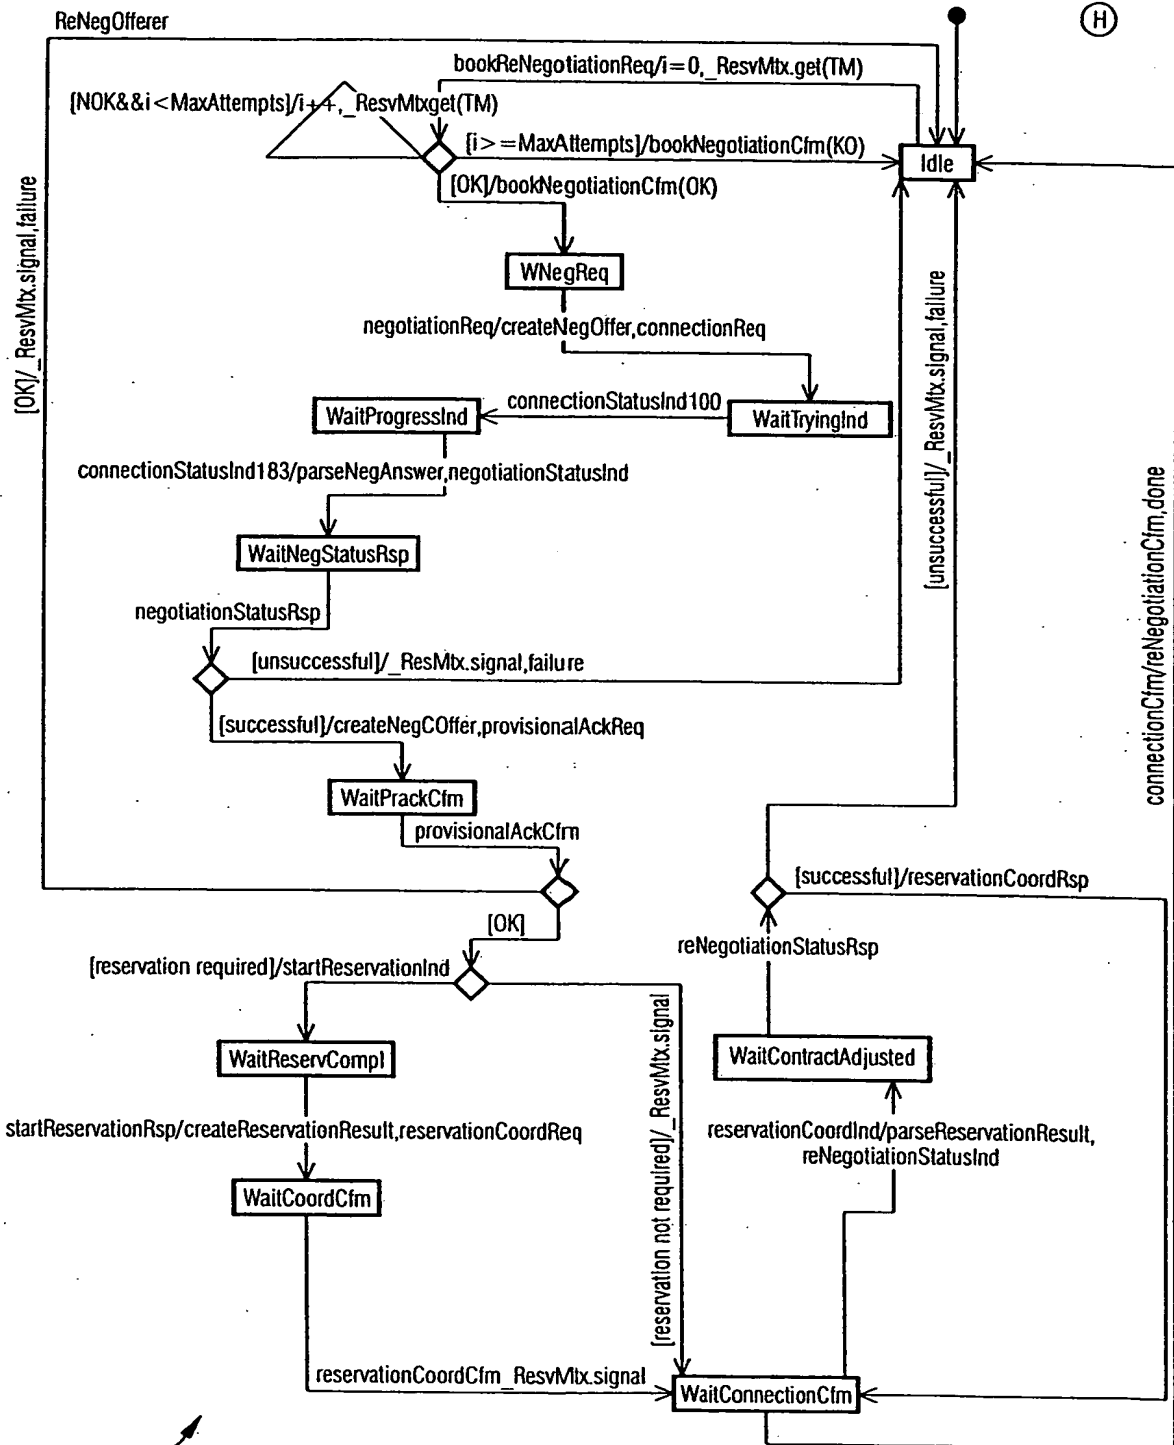 ReNegOfferer
H
bookReNegotiationReq/i=0,_ResvMtx.get(TM)
[NOK&&i<MaxAttempts]/i++,_ResvMtxget(TM)
[i>=MaxAttempts]/bookNegotiationCfm(KO)
Idle
[OK]/bookNegotiationCfm(OK)
[OK]/_ResvMtx.signal,failure
WNegReq
negotiationReq/createNegOffer,connectionReq
[unsuccessful]/_ResvMtx.signal,failure
connectionStatusInd100
WaitProgressInd
WaitTryingInd
connectionStatusInd183/parseNegAnswer,negotiationStatusInd
connectionCfm/reNegotiationCfm,done
WaitNegStatusRsp
negotiationStatusRsp
[unsuccessful]/_ResMtx.signal,failure
[successful]/createNegCOffer,provisionalAckReq
WaitPrackCfm
provisionalAckCfm
[successful]/reservationCoordRsp
[OK]
reNegotiationStatusRsp
[reservation required]/startReservationInd
[reservation not required]/_ResvMtx.signal
WaitReservCompl
WaitContractAdjusted
startReservationRsp/createReservationResult,reservationCoordReq
reservationCoordInd/parseReservationResult,
reNegotiationStatusInd
WaitCoordCfm
reservationCoordCfm_ResvMtx.signal
WaitConnectionCfm